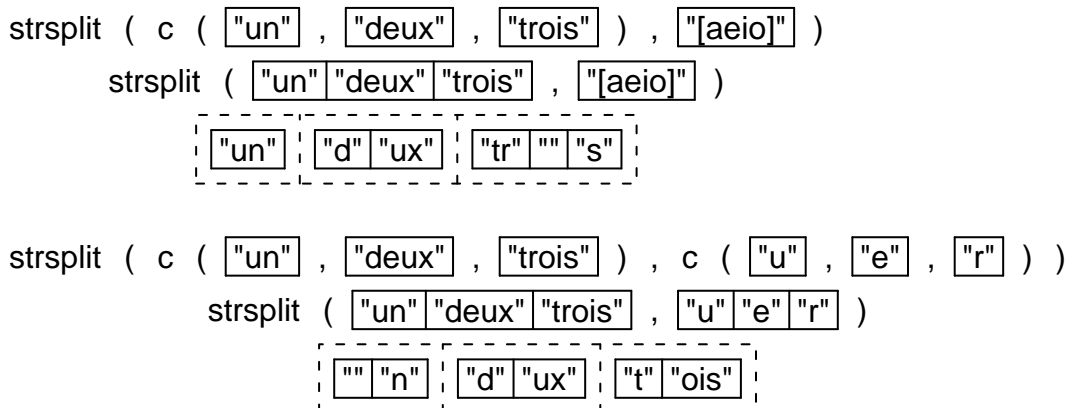 strsplit ( c ( "un" , "deux" , "trois" ) , "[aeio]" )
strsplit ( "un" "deux" "trois" , "[aeio]" )
"un" "d" "ux" "tr" "" "s"
strsplit ( c ( "un" , "deux" , "trois" ) , c ( "u" , "e" , "r" ) )
strsplit ( "un" "deux" "trois" , "u" "e" "r" )
"" "n" "d" "ux" "t" "ois"